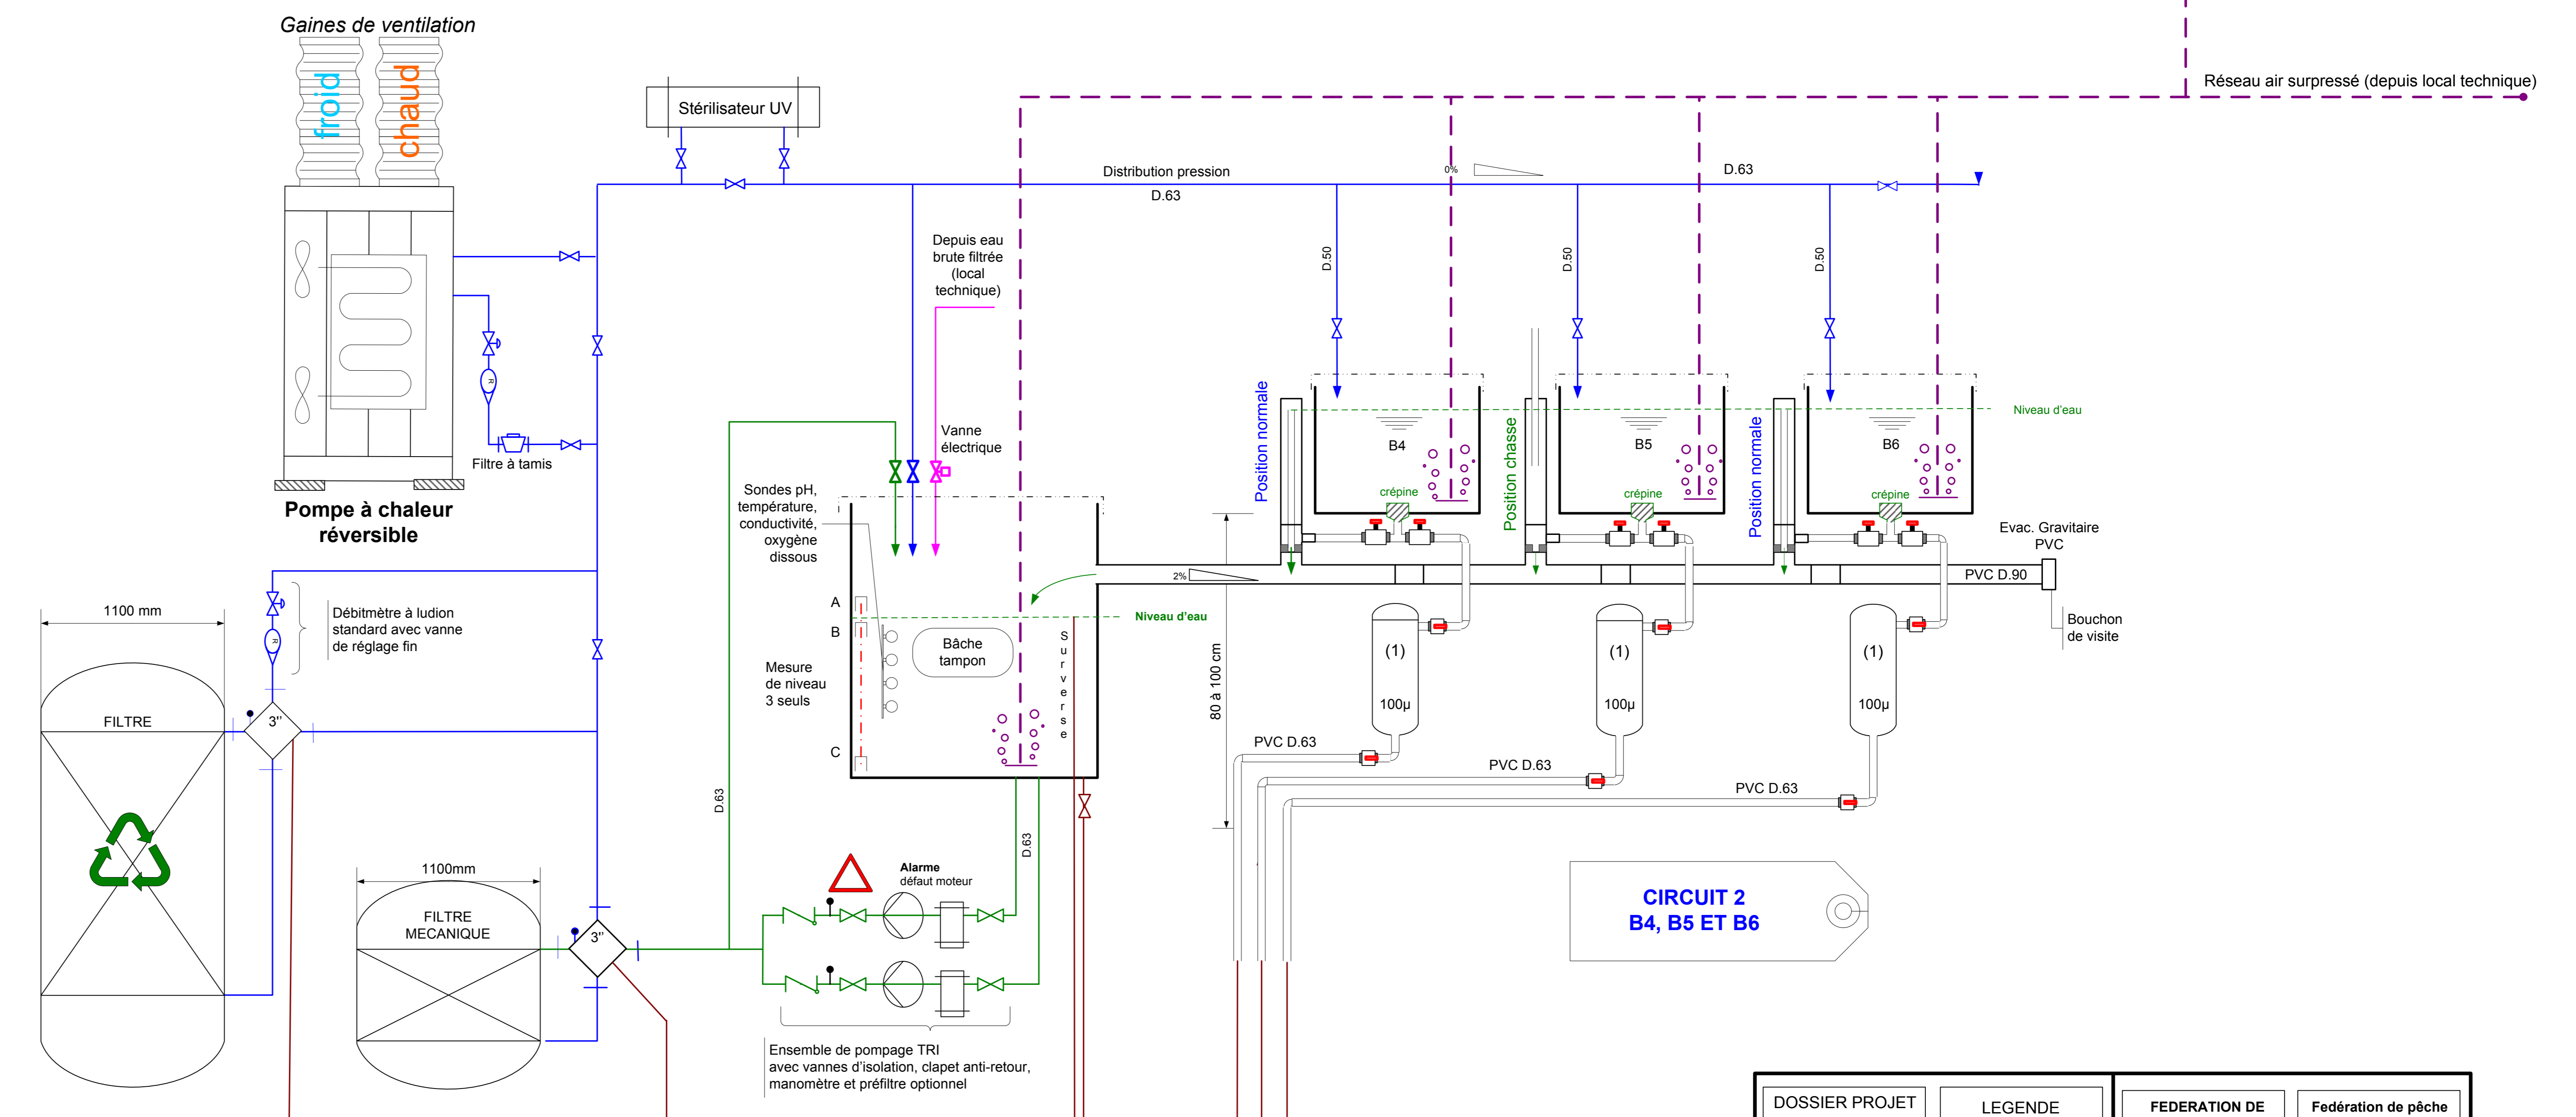 Gaines de ventilation
froid
chaud
Pompe à chaleur
réversible
Stérilisateur UV
Réseau air surpressé (depuis local technique)
Distribution pression
D.63
0%
D.63
Depuis eau
brute filtrée
(local
technique)
D.50
D.50
D.50
R
Filtre à tamis
Vanne
électrique
Sondes pH,
température,
conductivité,
oxygène
dissous
Position normale
B4
crépine
Position chasse
B5
crépine
Position normale
B6
crépine
Niveau d'eau
Evac. Gravitaire
PVC
PVC D.90
Bouchon
de visite
2%
Niveau d'eau
A
B
C
Mesure
de niveau
3 seuls
Bâche
tampon
Surverse
80 à 100 cm
(1)
100µ
(1)
100µ
(1)
100µ
PVC D.63
PVC D.63
PVC D.63
1100 mm
R
Débitmètre à ludion
standard avec vanne
de réglage fin
FILTRE
3''
D.63
D.63
1100mm
FILTRE
MECANIQUE
3''
Alarme
défaut moteur
Ensemble de pompage TRI
avec vannes d'isolation, clapet anti-retour,
manomètre et préfiltre optionnel
CIRCUIT 2
B4, B5 ET B6
DOSSIER PROJET
LEGENDE
FEDERATION DE
Fedération de pêche